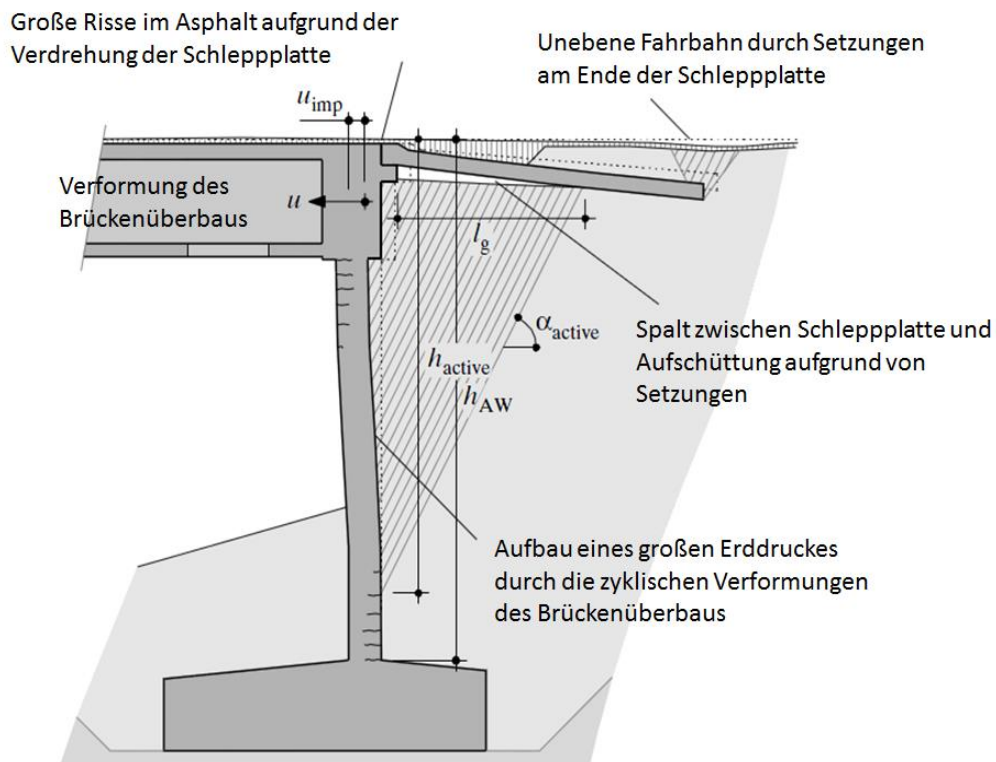 Große Risse im Asphalt aufgrund der
Verdrehung der Schleppplatte
Unebene Fahrbahn durch Setzungen
am Ende der Schleppplatte
u_imp
Verformung des
Brückenüberbaus
u
l_g
α_active
Spalt zwischen Schleppplatte und
Aufschüttung aufgrund von
Setzungen
h_active
h_AW
Aufbau eines großen Erddruckes
durch die zyklischen Verformungen
des Brückenüberbaus